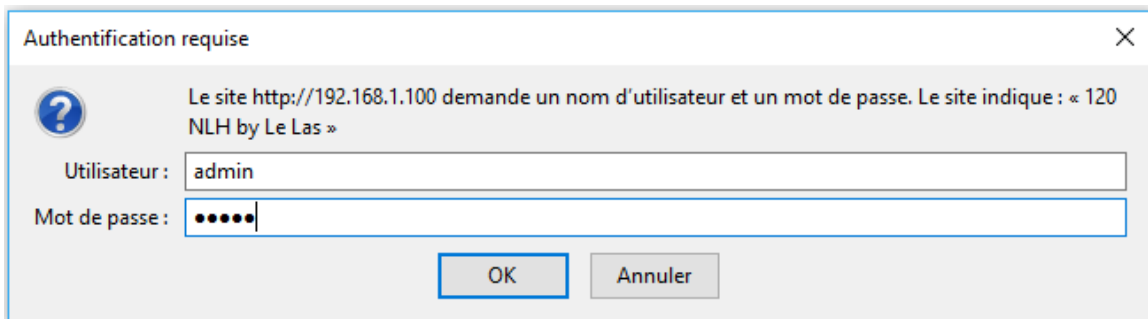 Authentification requise
Le site http://192.168.1.100 demande un nom d'utilisateur et un mot de passe. Le site indique : « 120
NLH by Le Las »
Utilisateur : admin
Mot de passe : •••••
OK Annuler